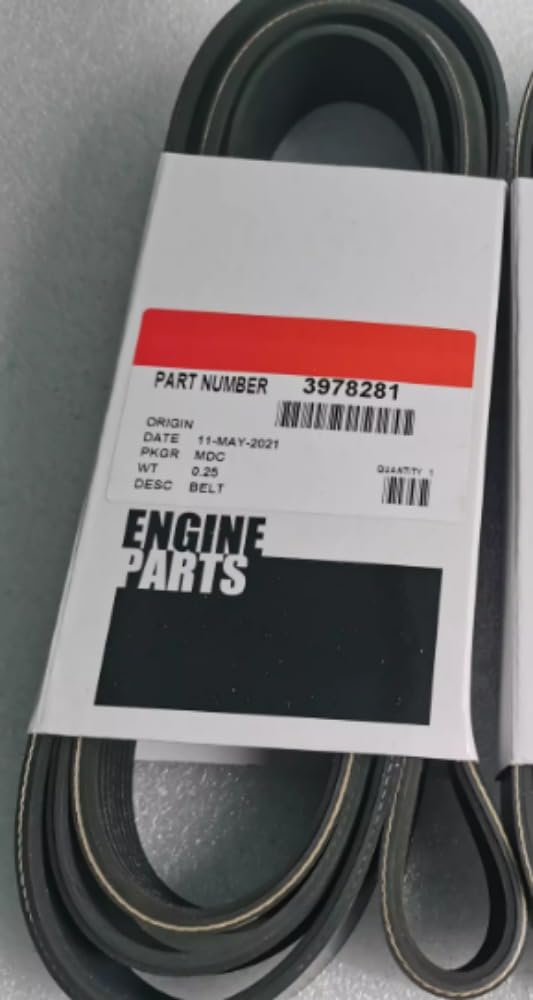 PART NUMBER 3978281
ORIGIN
DATE 11-MAY-2021
PKGR MDC
WT 0.25
QUANTITY 1
DESC BELT
ENGINE
PARTS